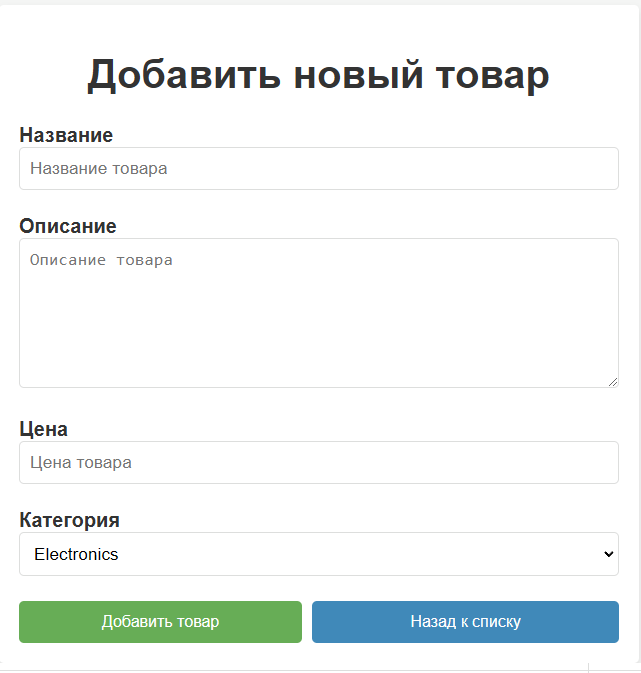 Добавить новый товар
Название
Название товара
Описание
Описание товара
Цена
Цена товара
Категория
Electronics
Добавить товар
Назад к списку